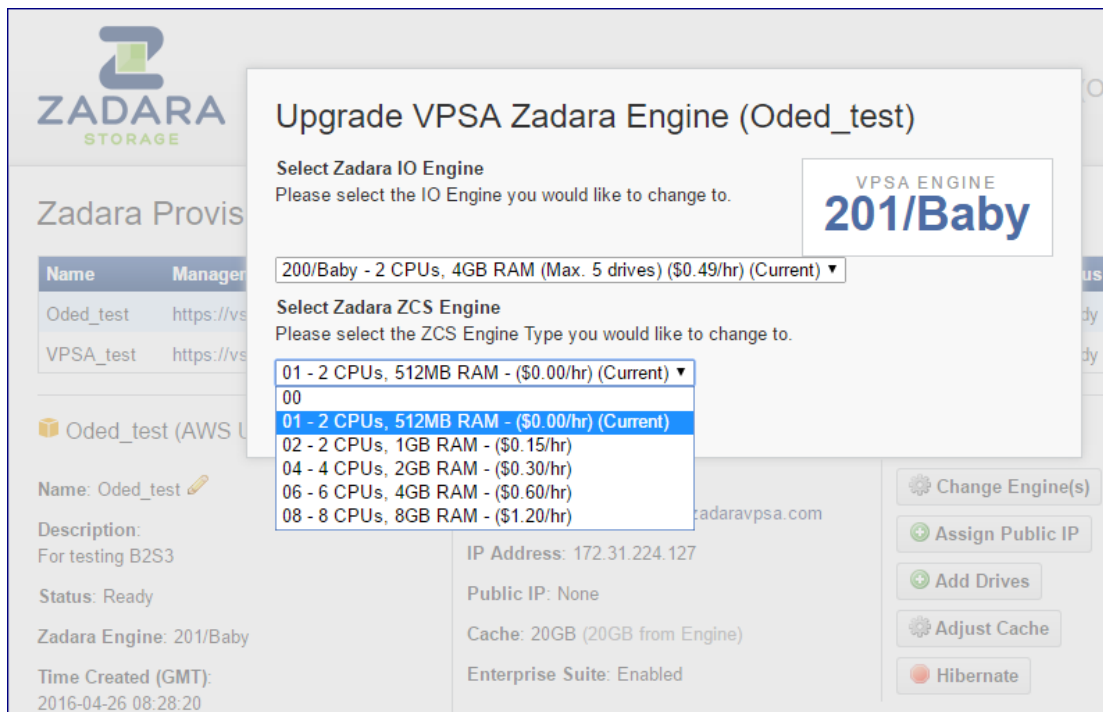 ZADARA
STORAGE
(O
Upgrade VPSA Zadara Engine (Oded_test)
Select Zadara IO Engine
Please select the IO Engine you would like to change to.
VPSA ENGINE
201/Baby
200/Baby - 2 CPUs, 4GB RAM (Max. 5 drives) ($0.49/hr) (Current)
Select Zadara ZCS Engine
Please select the ZCS Engine Type you would like to change to.
01 - 2 CPUs, 512MB RAM - ($0.00/hr) (Current)
00
01 - 2 CPUs, 512MB RAM - ($0.00/hr) (Current)
02 - 2 CPUs, 1GB RAM - ($0.15/hr)
04 - 4 CPUs, 2GB RAM - ($0.30/hr)
06 - 6 CPUs, 4GB RAM - ($0.60/hr)
08 - 8 CPUs, 8GB RAM - ($1.20/hr)
Zadara Provis
Name Manager us
Oded_test https://vs dy
VPSA_test https://vs dy
Oded_test (AWS U
Name: Oded_test
Description:
For testing B2S3
Status: Ready
Zadara Engine: 201/Baby
Time Created (GMT):
2016-04-26 08:28:20
zadaravpsa.com
IP Address: 172.31.224.127
Public IP: None
Cache: 20GB (20GB from Engine)
Enterprise Suite: Enabled
Change Engine(s)
Assign Public IP
Add Drives
Adjust Cache
Hibernate